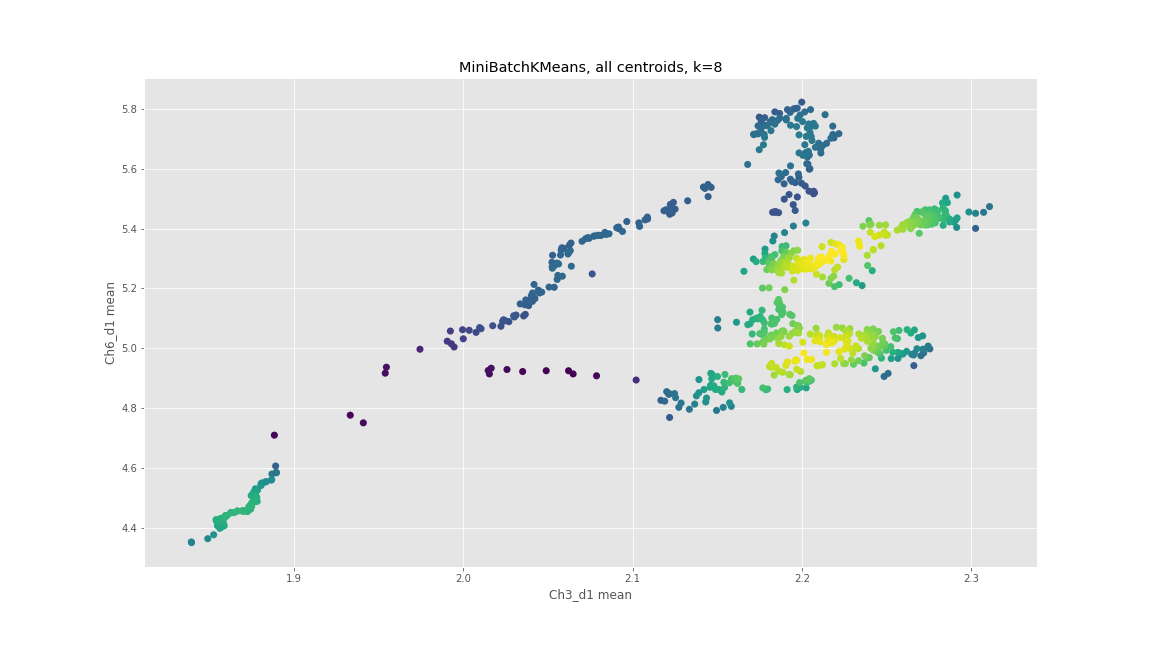 MiniBatchKMeans, all centroids, k=8
Ch6_d1 mean
5.8
5.6
5.4
5.2
5.0
4.8
4.6
4.4
1.9 2.0 2.1 2.2 2.3
Ch3_d1 mean